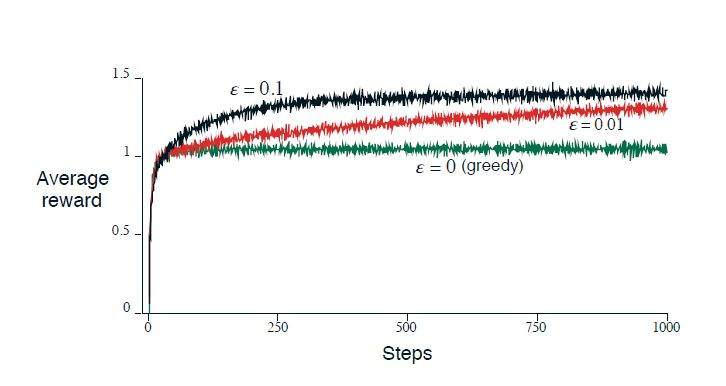 1.5
ε = 0.1
ε = 0.01
1
Average
reward
ε = 0 (greedy)
0.5
0
0
250
500
750
1000
Steps